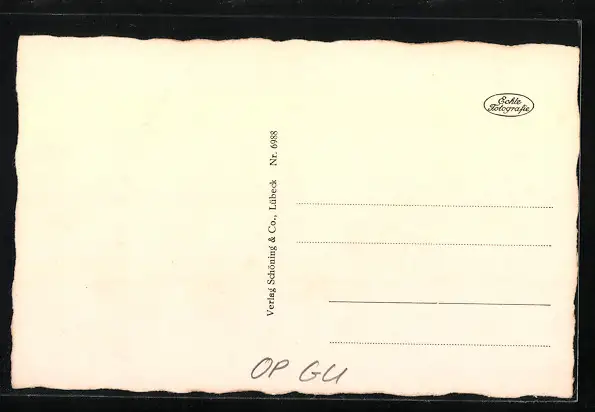 Echte
Fotografie
Verlag Schöning & Co., Lübeck Nr. 6988
OP GU